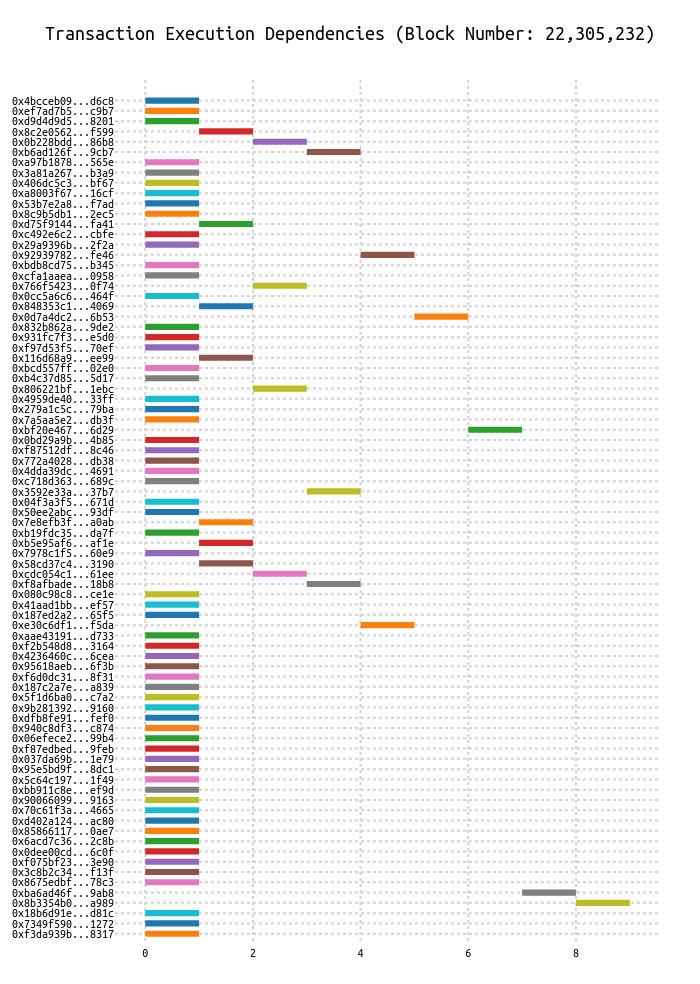 Transaction Execution Dependencies (Block Number: 22,305,232)
0x4bcceb09...d6c8
0xef7ad7b5...c9b7
0xd9d4d9d5...8201
0x8c2e0562...f599
0x0b228bdd...86b8
0xb6ad126f...9cb7
0xa97b1878...565e
0x3a81a267...b3a9
0x406dc5c3...bf67
0xa8003f67...16cf
0x53b7e2a8...f7ad
0x8c9b5db1...2ec5
0xd75f9144...fa41
0xc492e6c2...cbfe
0x29a9396b...2f2a
0x92939782...fe46
0xbdb8cd75...b345
0xcfa1aaea...0958
0x766f5423...0f74
0x0cc5a6c6...464f
0x848353c1...4069
0x0d7a4dc2...6b53
0x832b862a...9de2
0x931fc7f3...e5d0
0xf97d53f5...70ef
0x116d68a9...ee99
0xbcd557ff...02e0
0xb4c37d85...5d17
0x806221bf...1ebc
0x4959de40...33ff
0x279a1c5c...79ba
0x7a5aa5e2...db3f
0xbf20e467...6d29
0x0bd29a9b...4b85
0xf87512df...8c46
0x772a4028...db38
0x4dda39dc...4691
0xc718d363...689c
0x3592e33a...37b7
0x04f3a3f5...671d
0x50ee2abc...93df
0x7e8efb3f...a0ab
0xb19fdc35...da7f
0xb5e95af6...af1e
0x7978c1f5...60e9
0x58cd37c4...3190
0xcdc054c1...61ee
0xf8afbade...18b8
0x080c98c8...ce1e
0x41aad1bb...ef57
0x187ed2a2...65f5
0xe30c6df1...f5da
0xaae43191...d733
0xf2b548d8...3164
0x4236460c...6cea
0x95618aeb...6f3b
0xf6d0dc31...8f31
0x187c2a7e...a839
0x5f1d6ba0...c7a2
0x9b281392...9160
0xdfb8fe91...fef0
0x940c8df3...c874
0x06efece2...99b4
0xf87edbed...9feb
0x037da69b...1e79
0x95e5bd9f...8dc1
0x5c64c197...1f49
0xbb911c8e...ef9d
0x90066099...9163
0x70c61f3a...4665
0xd402a124...ac80
0x85866117...0ae7
0x6acd7c36...2c8b
0x0dee00cd...6c0f
0xf075bf23...3e90
0x3c8b2c34...f13f
0x8675edbf...78c3
0xba6ad46f...9ab8
0x8b3354b0...a989
0x18b6d91e...d81c
0x7349f590...1272
0xf3da939b...8317
0 2 4 6 8